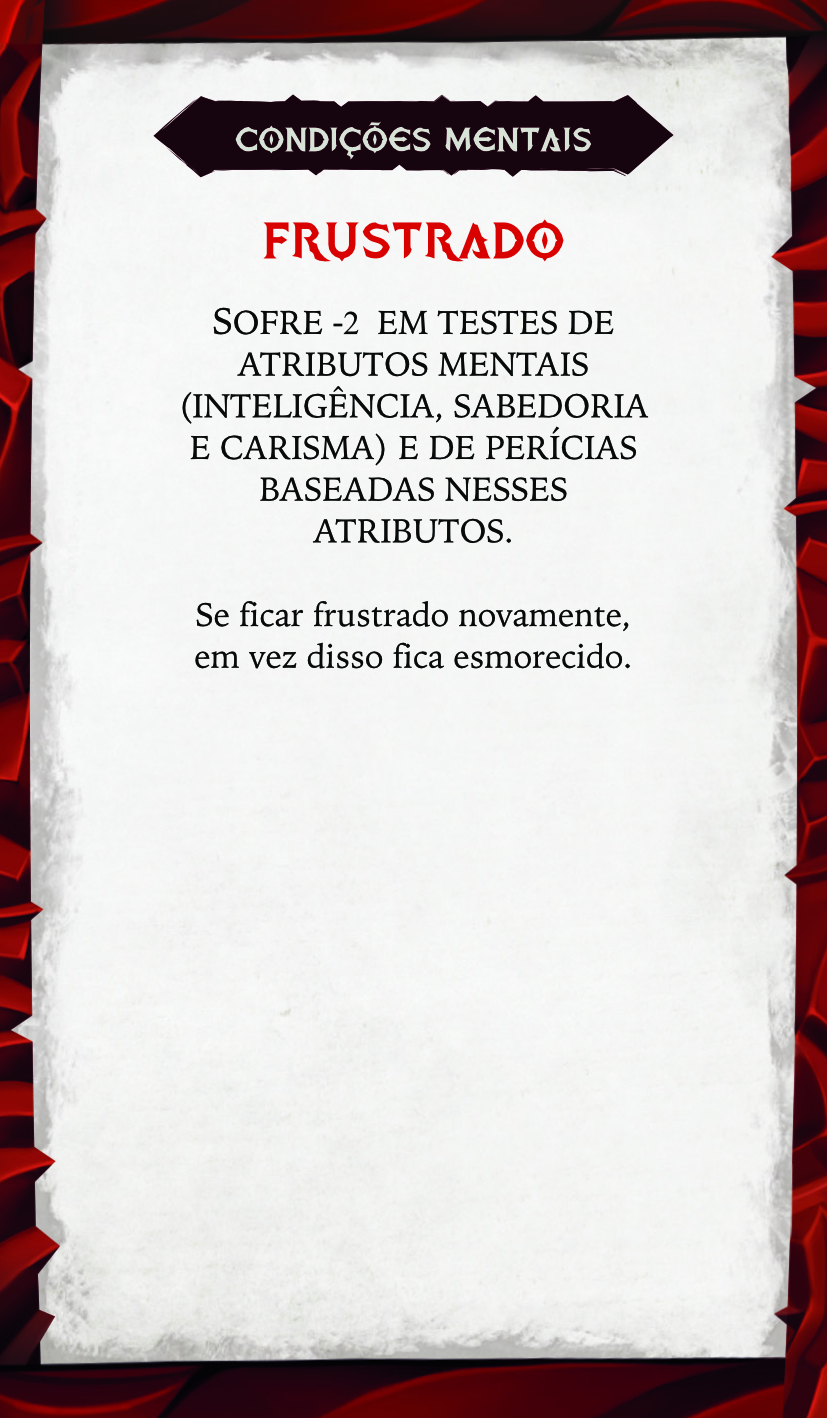 CONDIÇÕES MENTAIS
FRUSTRADO
SOFRE -2  EM TESTES DE
ATRIBUTOS MENTAIS
(INTELIGÊNCIA, SABEDORIA
E CARISMA) E DE PERÍCIAS
BASEADAS NESSES
ATRIBUTOS.
Se ficar frustrado novamente,
em vez disso fica esmorecido.